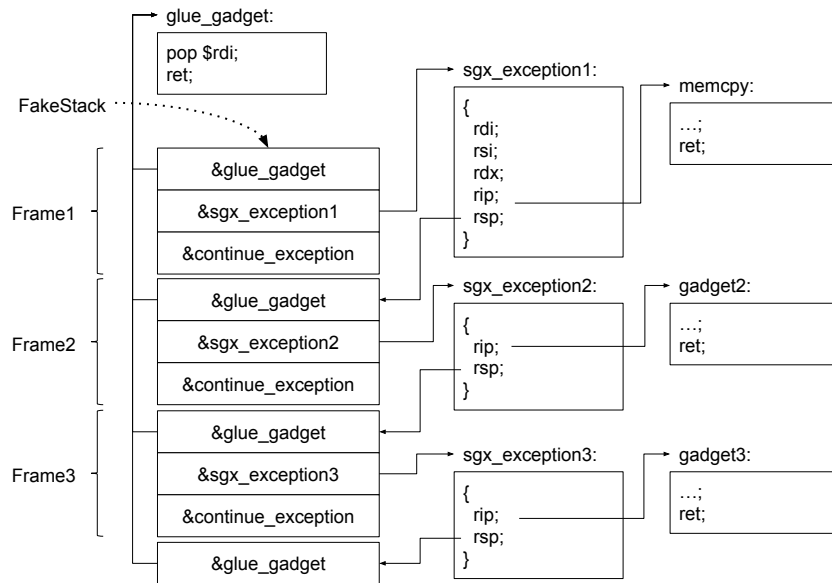 glue_gadget:
pop $rdi;
ret;
FakeStack
Frame1
&glue_gadget
&sgx_exception1
&continue_exception
sgx_exception1:
{
rdi;
rsi;
rdx;
rip;
rsp;
}
memcpy:
…;
ret;
Frame2
&glue_gadget
&sgx_exception2
&continue_exception
sgx_exception2:
{
rip;
rsp;
}
gadget2:
…;
ret;
Frame3
&glue_gadget
&sgx_exception3
&continue_exception
&glue_gadget
sgx_exception3:
{
rip;
rsp;
}
gadget3:
…;
ret;